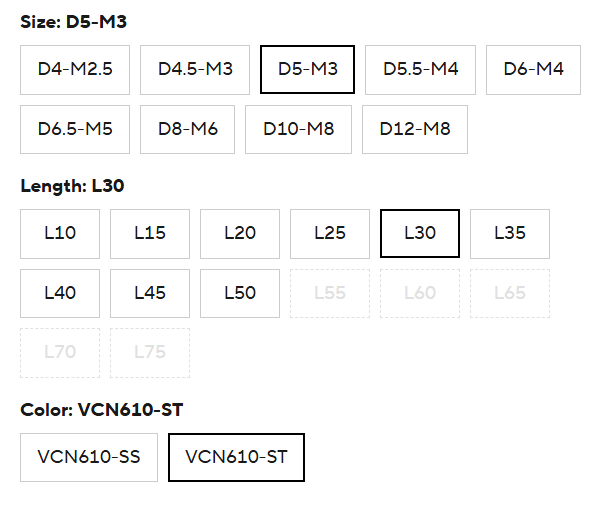 Size: D5-M3
D4-M2.5 D4.5-M3 D5-M3 D5.5-M4 D6-M4
D6.5-M5 D8-M6 D10-M8 D12-M8
Length: L30
L10 L15 L20 L25 L30 L35
L40 L45 L50 L55 L60 L65
L70 L75
Color: VCN610-ST
VCN610-SS VCN610-ST